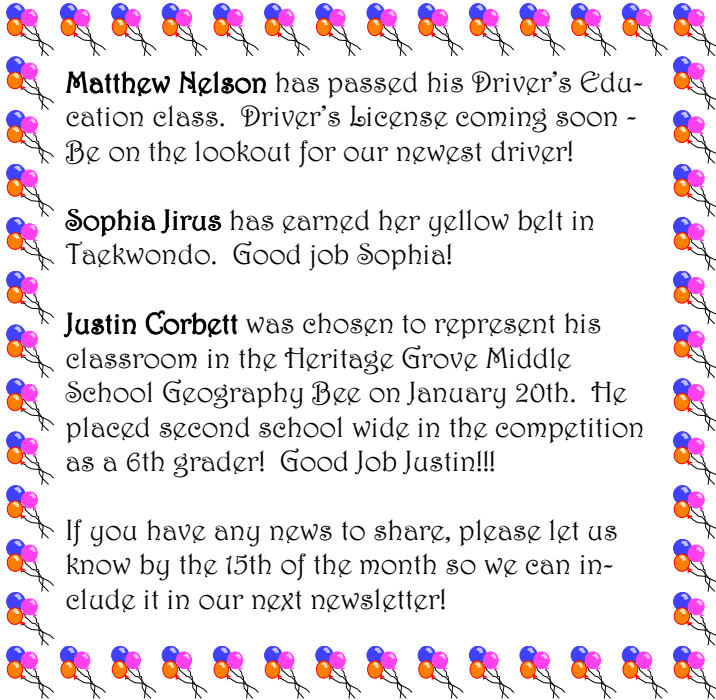 Matthew Nelson has passed his Driver's Edu-
cation class.  Driver's License coming soon -
Be on the lookout for our newest driver!
Sophia Jirus has earned her yellow belt in
Taekwondo.  Good job Sophia!
Justin Corbett was chosen to represent his
classroom in the Heritage Grove Middle
School Geography Bee on January 20th.  He
placed second school wide in the competition
as a 6th grader!  Good Job Justin!!!
If you have any news to share, please let us
know by the 15th of the month so we can in-
clude it in our next newsletter!